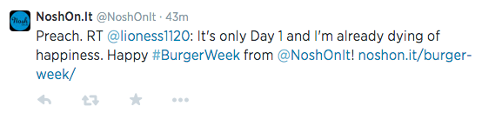 NoshOn.It @NoshOnIt · 43m
Preach. RT @lioness1120: It's only Day 1 and I'm already dying of
happiness. Happy #BurgerWeek from @NoshOnIt! noshon.it/burger-
week/